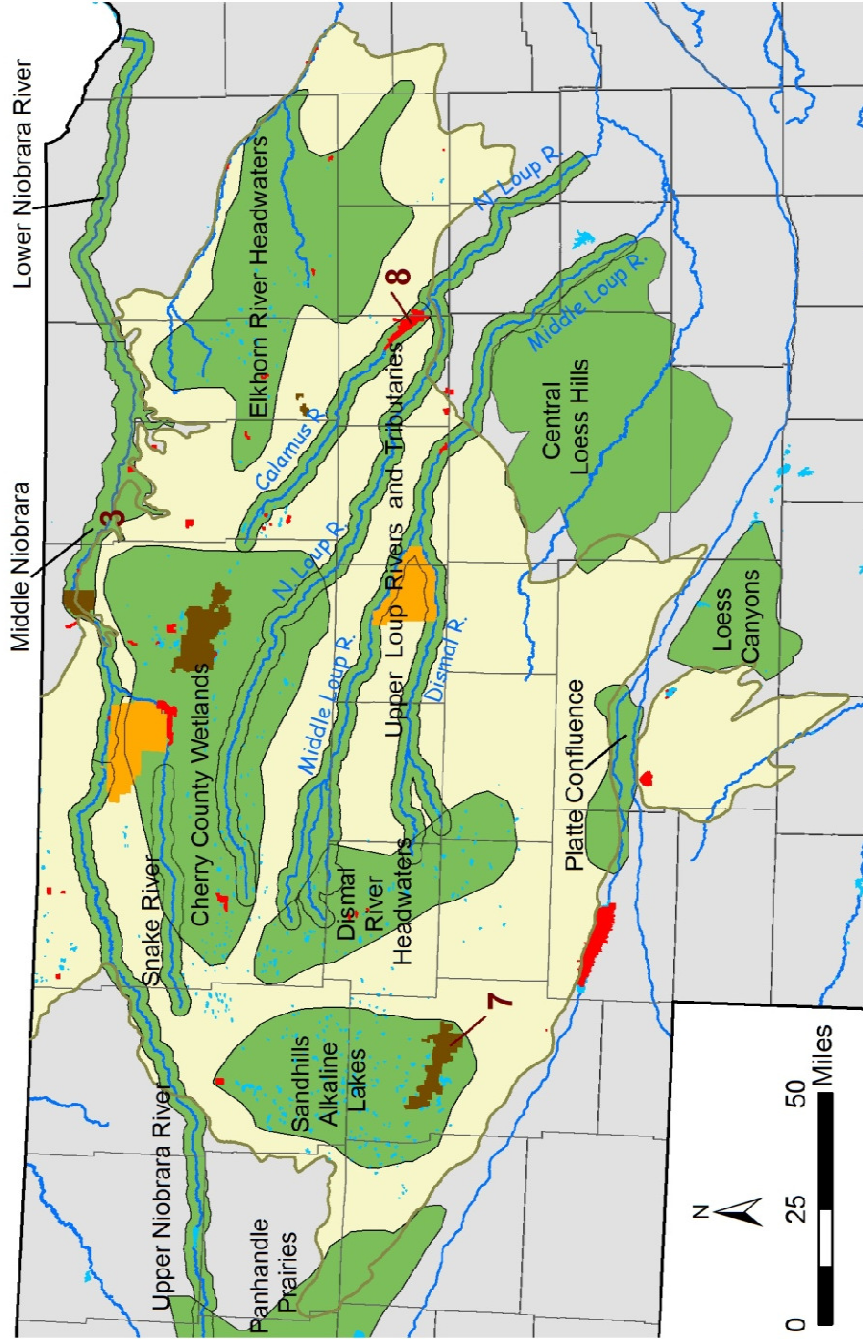 Middle Niobrara
Lower Niobrara River
3
Upper Niobrara River
Snake River
Cherry County Wetlands
Elkhorn River Headwaters
Calamus R.
N Loup R.
8
N Loup R.
Panhandle
Prairies
Sandhills
Alkaline
Lakes
7
Dismal
River
Headwaters
Middle Loup R.
Upper Loup Rivers and Tributaries
Dismal R.
Middle Loup R.
Central
Loess Hills
Platte Confluence
Loess
Canyons
N
0 25 50
Miles